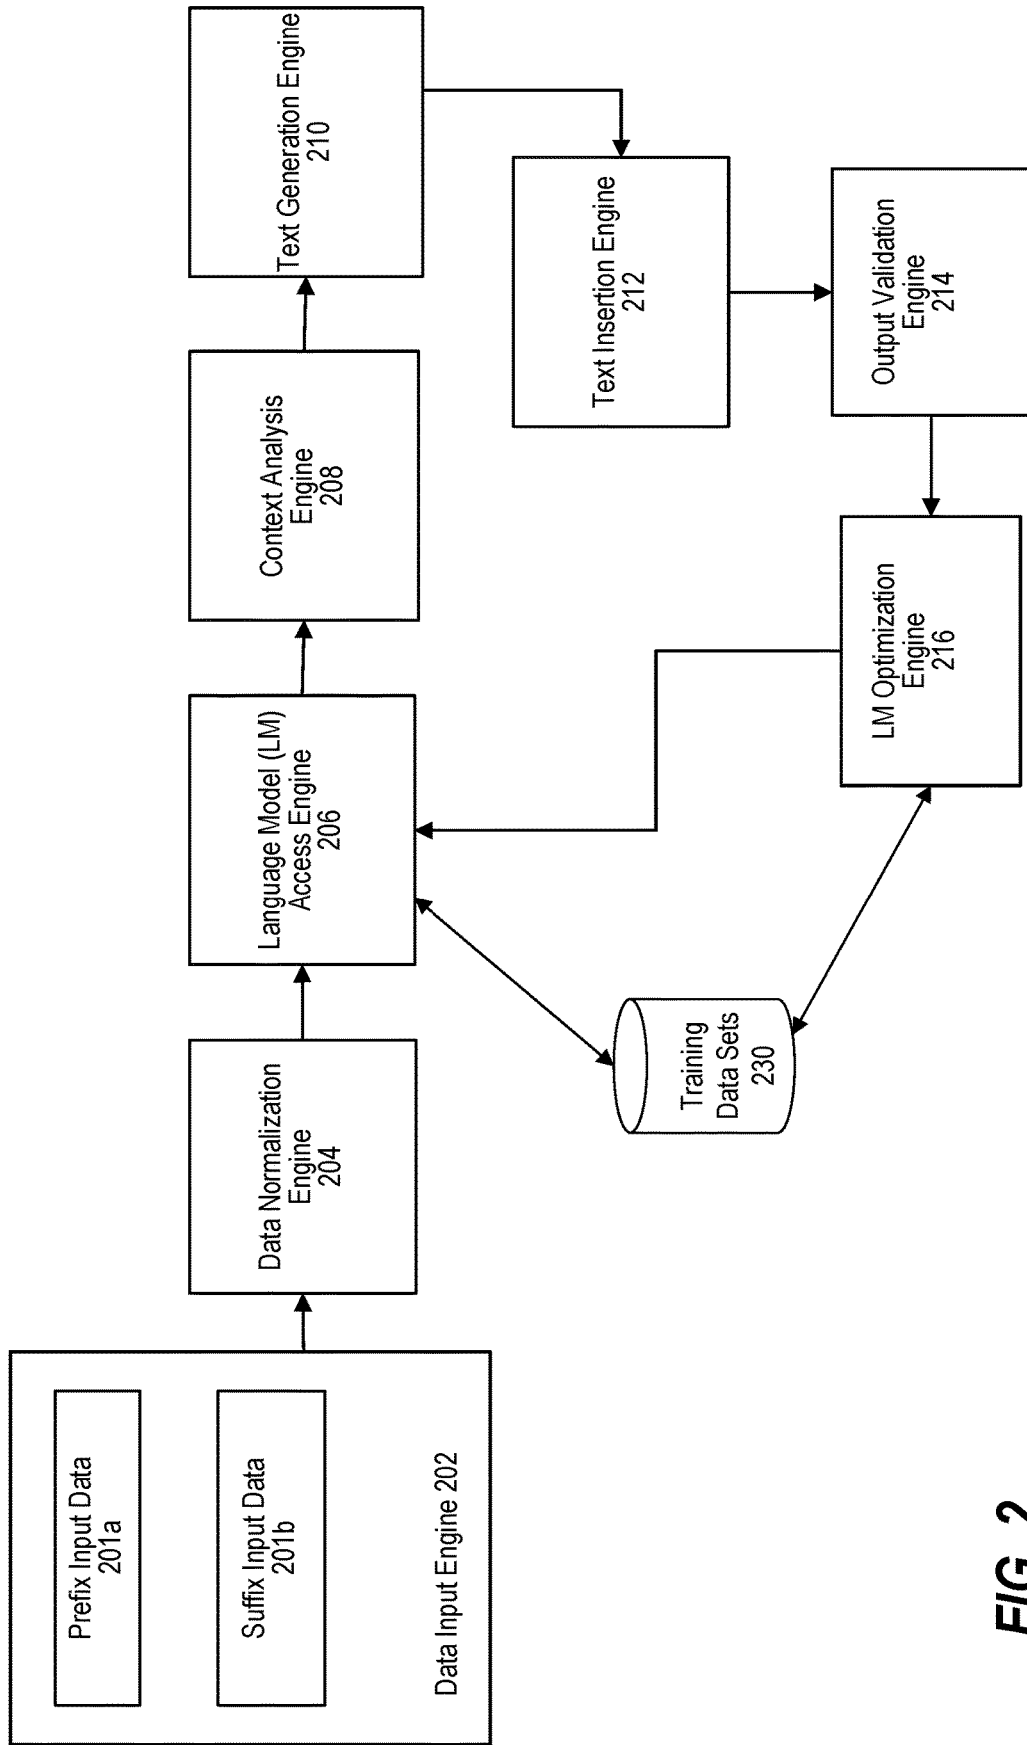 Prefix Input Data
201a
Suffix Input Data
201b
Data Input Engine 202
Data Normalization
Engine
204
Language Model (LM)
Access Engine
206
Context Analysis
Engine
208
Text Generation Engine
210
Text Insertion Engine
212
Output Validation
Engine
214
LM Optimization
Engine
216
Training
Data Sets
230
FIG. 2